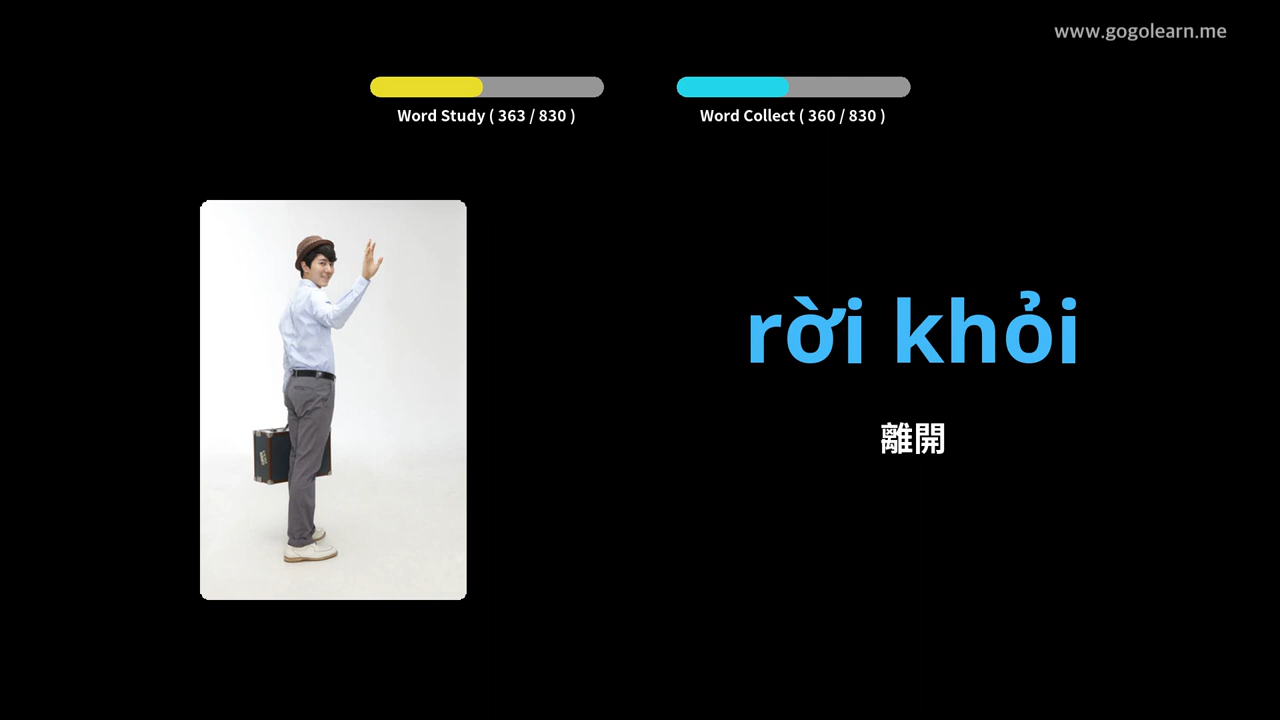 www.gogolearn.me
Word Study ( 363 / 830 )
Word Collect ( 360 / 830 )
rời khỏi
離開